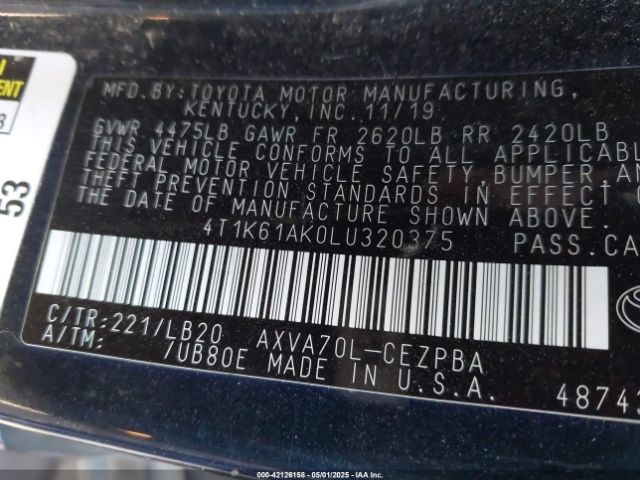 MFD.BY: TOYOTA MOTOR MANUFACTURING,
KENTUCKY, INC. 11/19
GVWR 4475LB GAWR FR 2620LB RR 2420LB
THIS VEHICLE CONFORMS TO ALL APPLICABLE
FEDERAL MOTOR VEHICLE SAFETY, BUMPER, AN
THEFT PREVENTION STANDARDS IN EFFECT O
THE DATE OF MANUFACTURE SHOWN ABOVE.
4T1K61AK0LU320375 PASS.CA
C/TR:221/LB20 AXVA70L-CEZPBA
A/TM: /UB80E MADE IN U.S.A.
4874
53
000-42126158 - 05/01/2025 - IAA